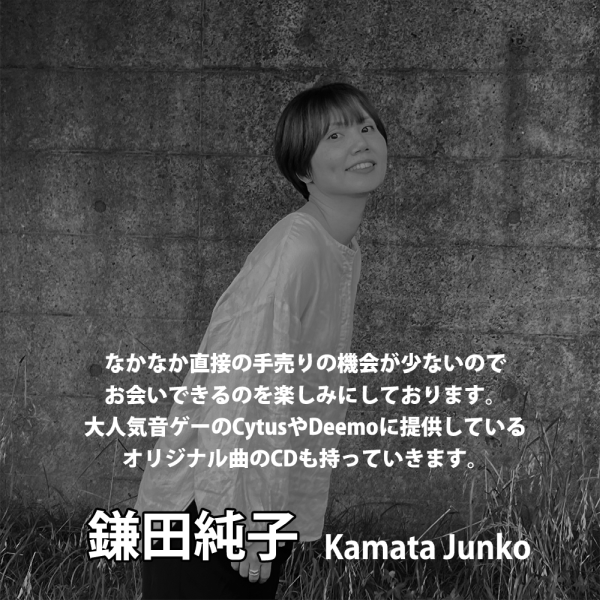 なかなか直接の手売りの機会が少ないので
お会いできるのを楽しみにしております。
大人気音ゲーのCytusやDeemoに提供している
オリジナル曲のCDも持っていきます。
鎌田純子 Kamata Junko